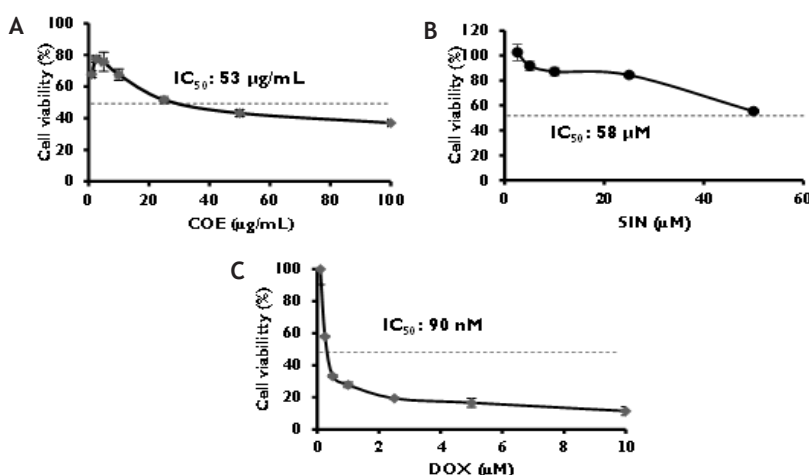 A
Cell viability (%)
100
80
60
40
20
0
IC50: 53 µg/mL
0 20 40 60 80 100
COE (µg/mL)
B
Cell viability (%)
120
100
80
60
40
20
0
IC50: 58 µM
0 20 40 60
SIN (µM)
C
Cell viabilitty (%)
100
80
60
40
20
0
IC50: 90 nM
0 2 4 6 8 10
DOX (µM)